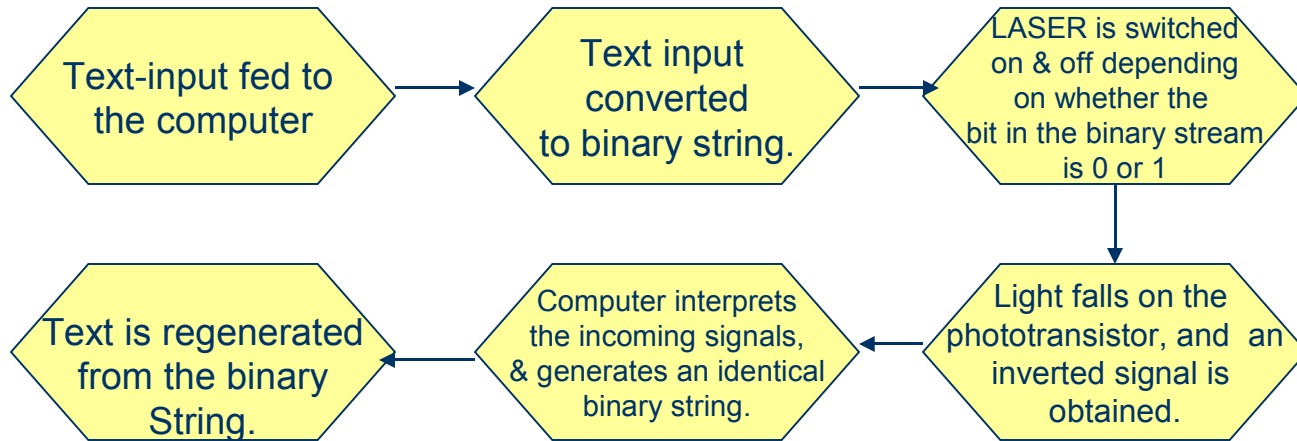 Text-input fed to
the computer
Text input
converted
to binary string.
LASER is switched
on & off depending
on whether the
bit in the binary stream
is 0 or 1
Light falls on the
phototransistor, and an
inverted signal is
obtained.
Computer interprets
the incoming signals,
& generates an identical
binary string.
Text is regenerated
from the binary
String.